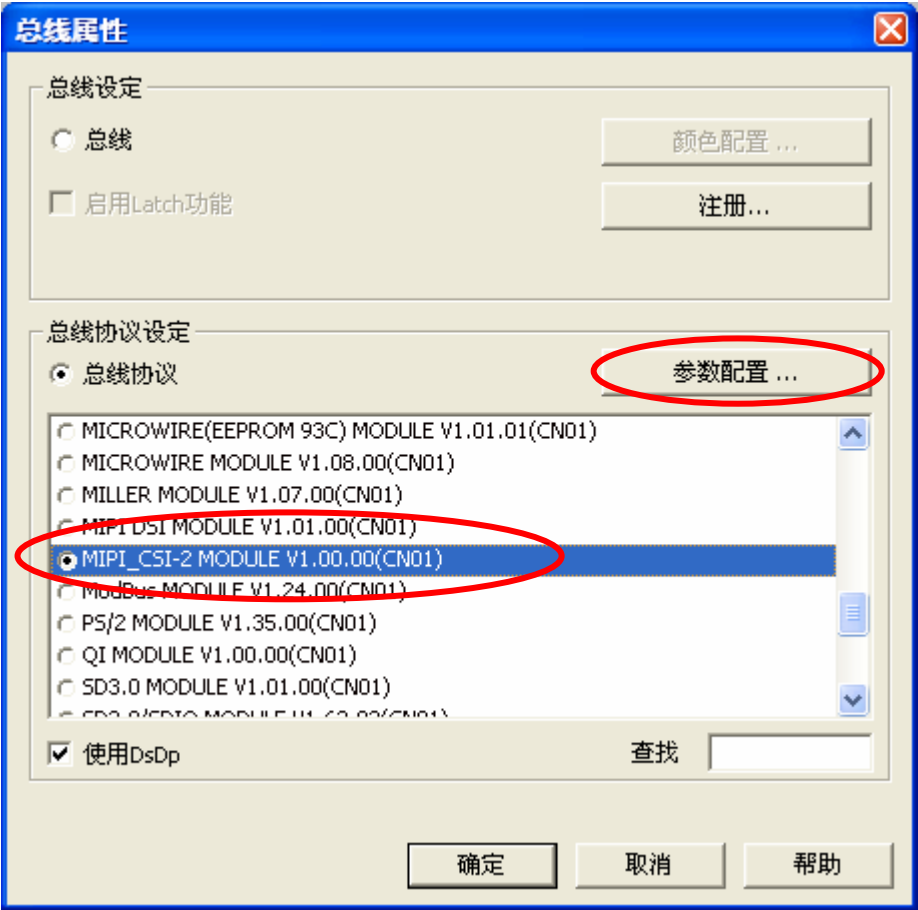 总线属性
总线设定
总线
颜色配置 ...
启用Latch功能
注册...
总线协议设定
总线协议
参数配置 ...
MICROWIRE(EEPROM 93C) MODULE V1.01.01(CN01)
MICROWIRE MODULE V1.08.00(CN01)
MILLER MODULE V1.07.00(CN01)
MIPI DSI MODULE V1.01.00(CN01)
MIPI_CSI-2 MODULE V1.00.00(CN01)
ModBus MODULE V1.24.00(CN01)
PS/2 MODULE V1.35.00(CN01)
QI MODULE V1.00.00(CN01)
SD3.0 MODULE V1.01.00(CN01)
使用DsDp
查找
确定
取消
帮助